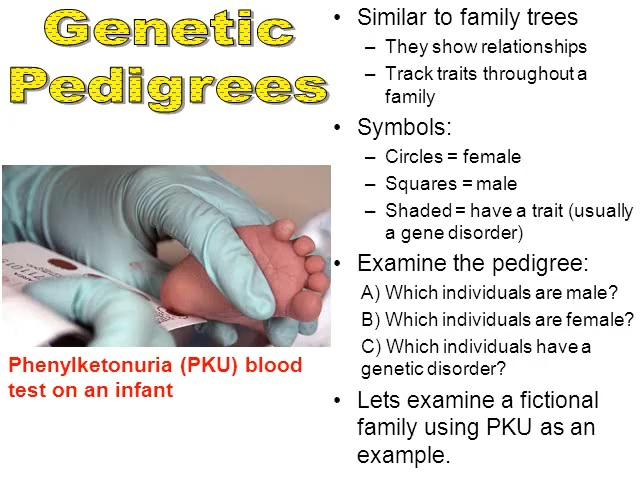 Genetic
Pedigrees
Phenylketonuria (PKU) blood
test on an infant
• Similar to family trees
– They show relationships
– Track traits throughout a
family
• Symbols:
– Circles = female
– Squares = male
– Shaded = have a trait (usually
a gene disorder)
• Examine the pedigree:
A) Which individuals are male?
B) Which individuals are female?
C) Which individuals have a
genetic disorder?
• Lets examine a fictional
family using PKU as an
example.